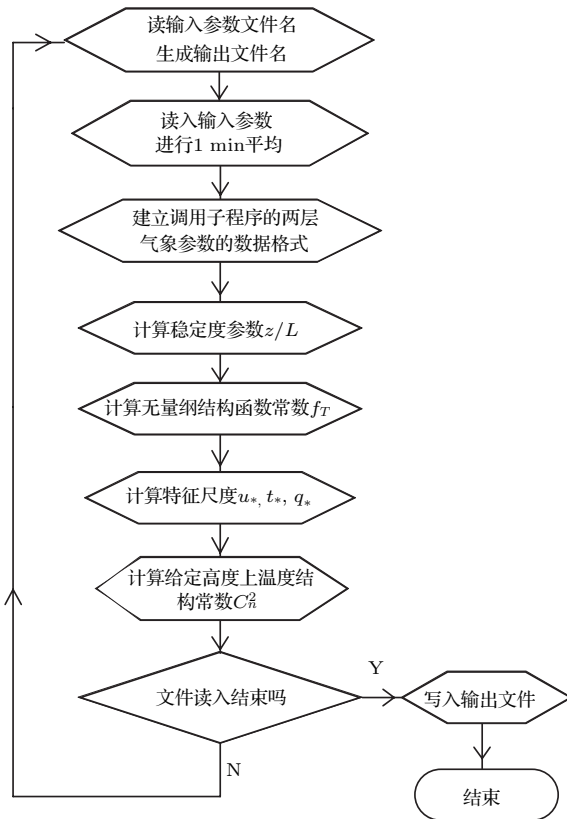 读输入参数文件名
生成输出文件名
读入输入参数
进行1 min平均
建立调用子程序的两层
气象参数的数据格式
计算稳定度参数z/L
计算无量纲结构函数常数f_T
计算特征尺度u_*, t_*, q_*
计算给定高度上温度结
构常数C_n^2
文件读入结束吗
Y
写入输出文件
N
结束